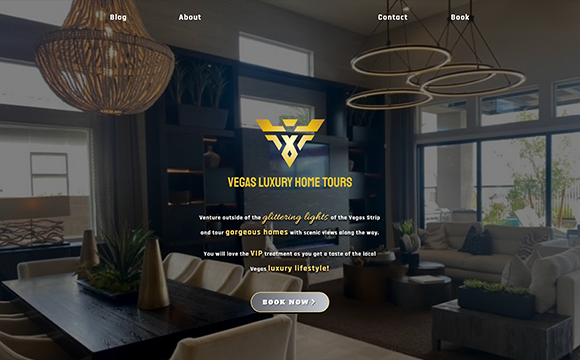 Blog About Contact Book
VEGAS LUXURY HOME TOURS
Venture outside of the glittering lights of the Vegas Strip
and tour gorgeous homes with scenic views along the way.
You will love the VIP treatment as you get a taste of the local
Vegas luxury lifestyle!
BOOK NOW >